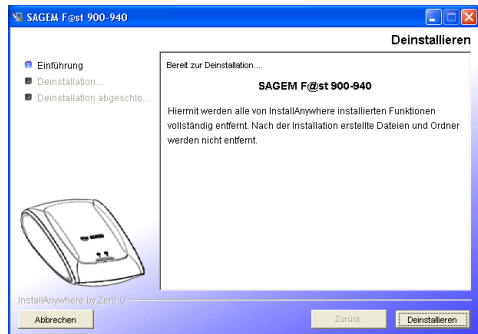 SAGEM F@st 900-940
Deinstallieren
Einführung
Deinstallation...
Deinstallation abgeschlo...
Bereit zur Deinstallation...
SAGEM F@st 900-940
Hiermit werden alle von InstallAnywhere installierten Funktionen
vollständig entfernt. Nach der Installation erstellte Dateien und Ordner
werden nicht entfernt.
InstallAnywhere by Zero G
Abbrechen
Zurück
Deinstallieren